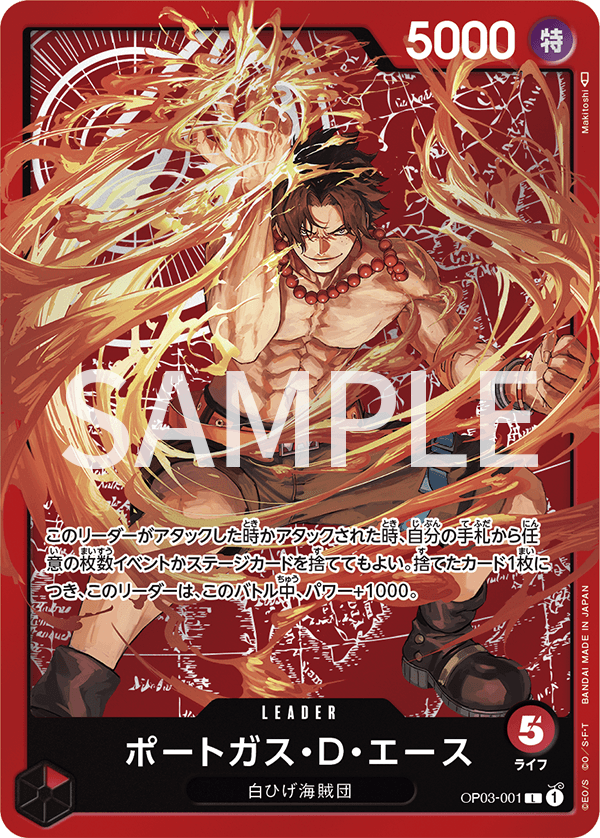 5000 特
Makitoshi
SAMPLE
このリーダーがアタックした時かアタックされた時、自分の手札から任
意の枚数イベントかステージカードを捨ててもよい。捨てたカード1枚に
つき、このリーダーは、このバトル中、パワー+1000。
BANDAI MADE IN JAPAN
©E.O/S ©O／S・F・T
LEADER
5
ポートガス・D・エース
ライフ
白ひげ海賊団
OP03-001 L 1